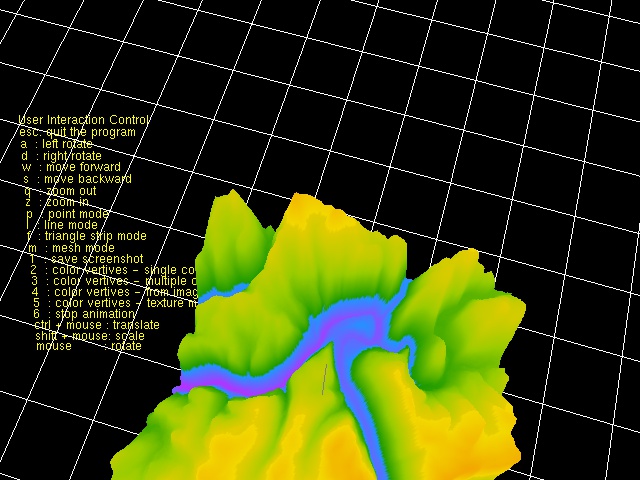 User Interaction Control
esc: quit the program
a : left rotate
d : right rotate
w : move forward
s : move backward
q : zoom out
z : zoom in
p : point mode
l : line mode
f : triangle strip mode
m : mesh mode
1 : save screenshot
2 : color vertives - single co
3 : color vertives - multiple c
4 : color vertives - from imag
5 : color vertives - texture m
6 : stop animation
ctrl + mouse : translate
shift + mouse: scale
mouse : rotate